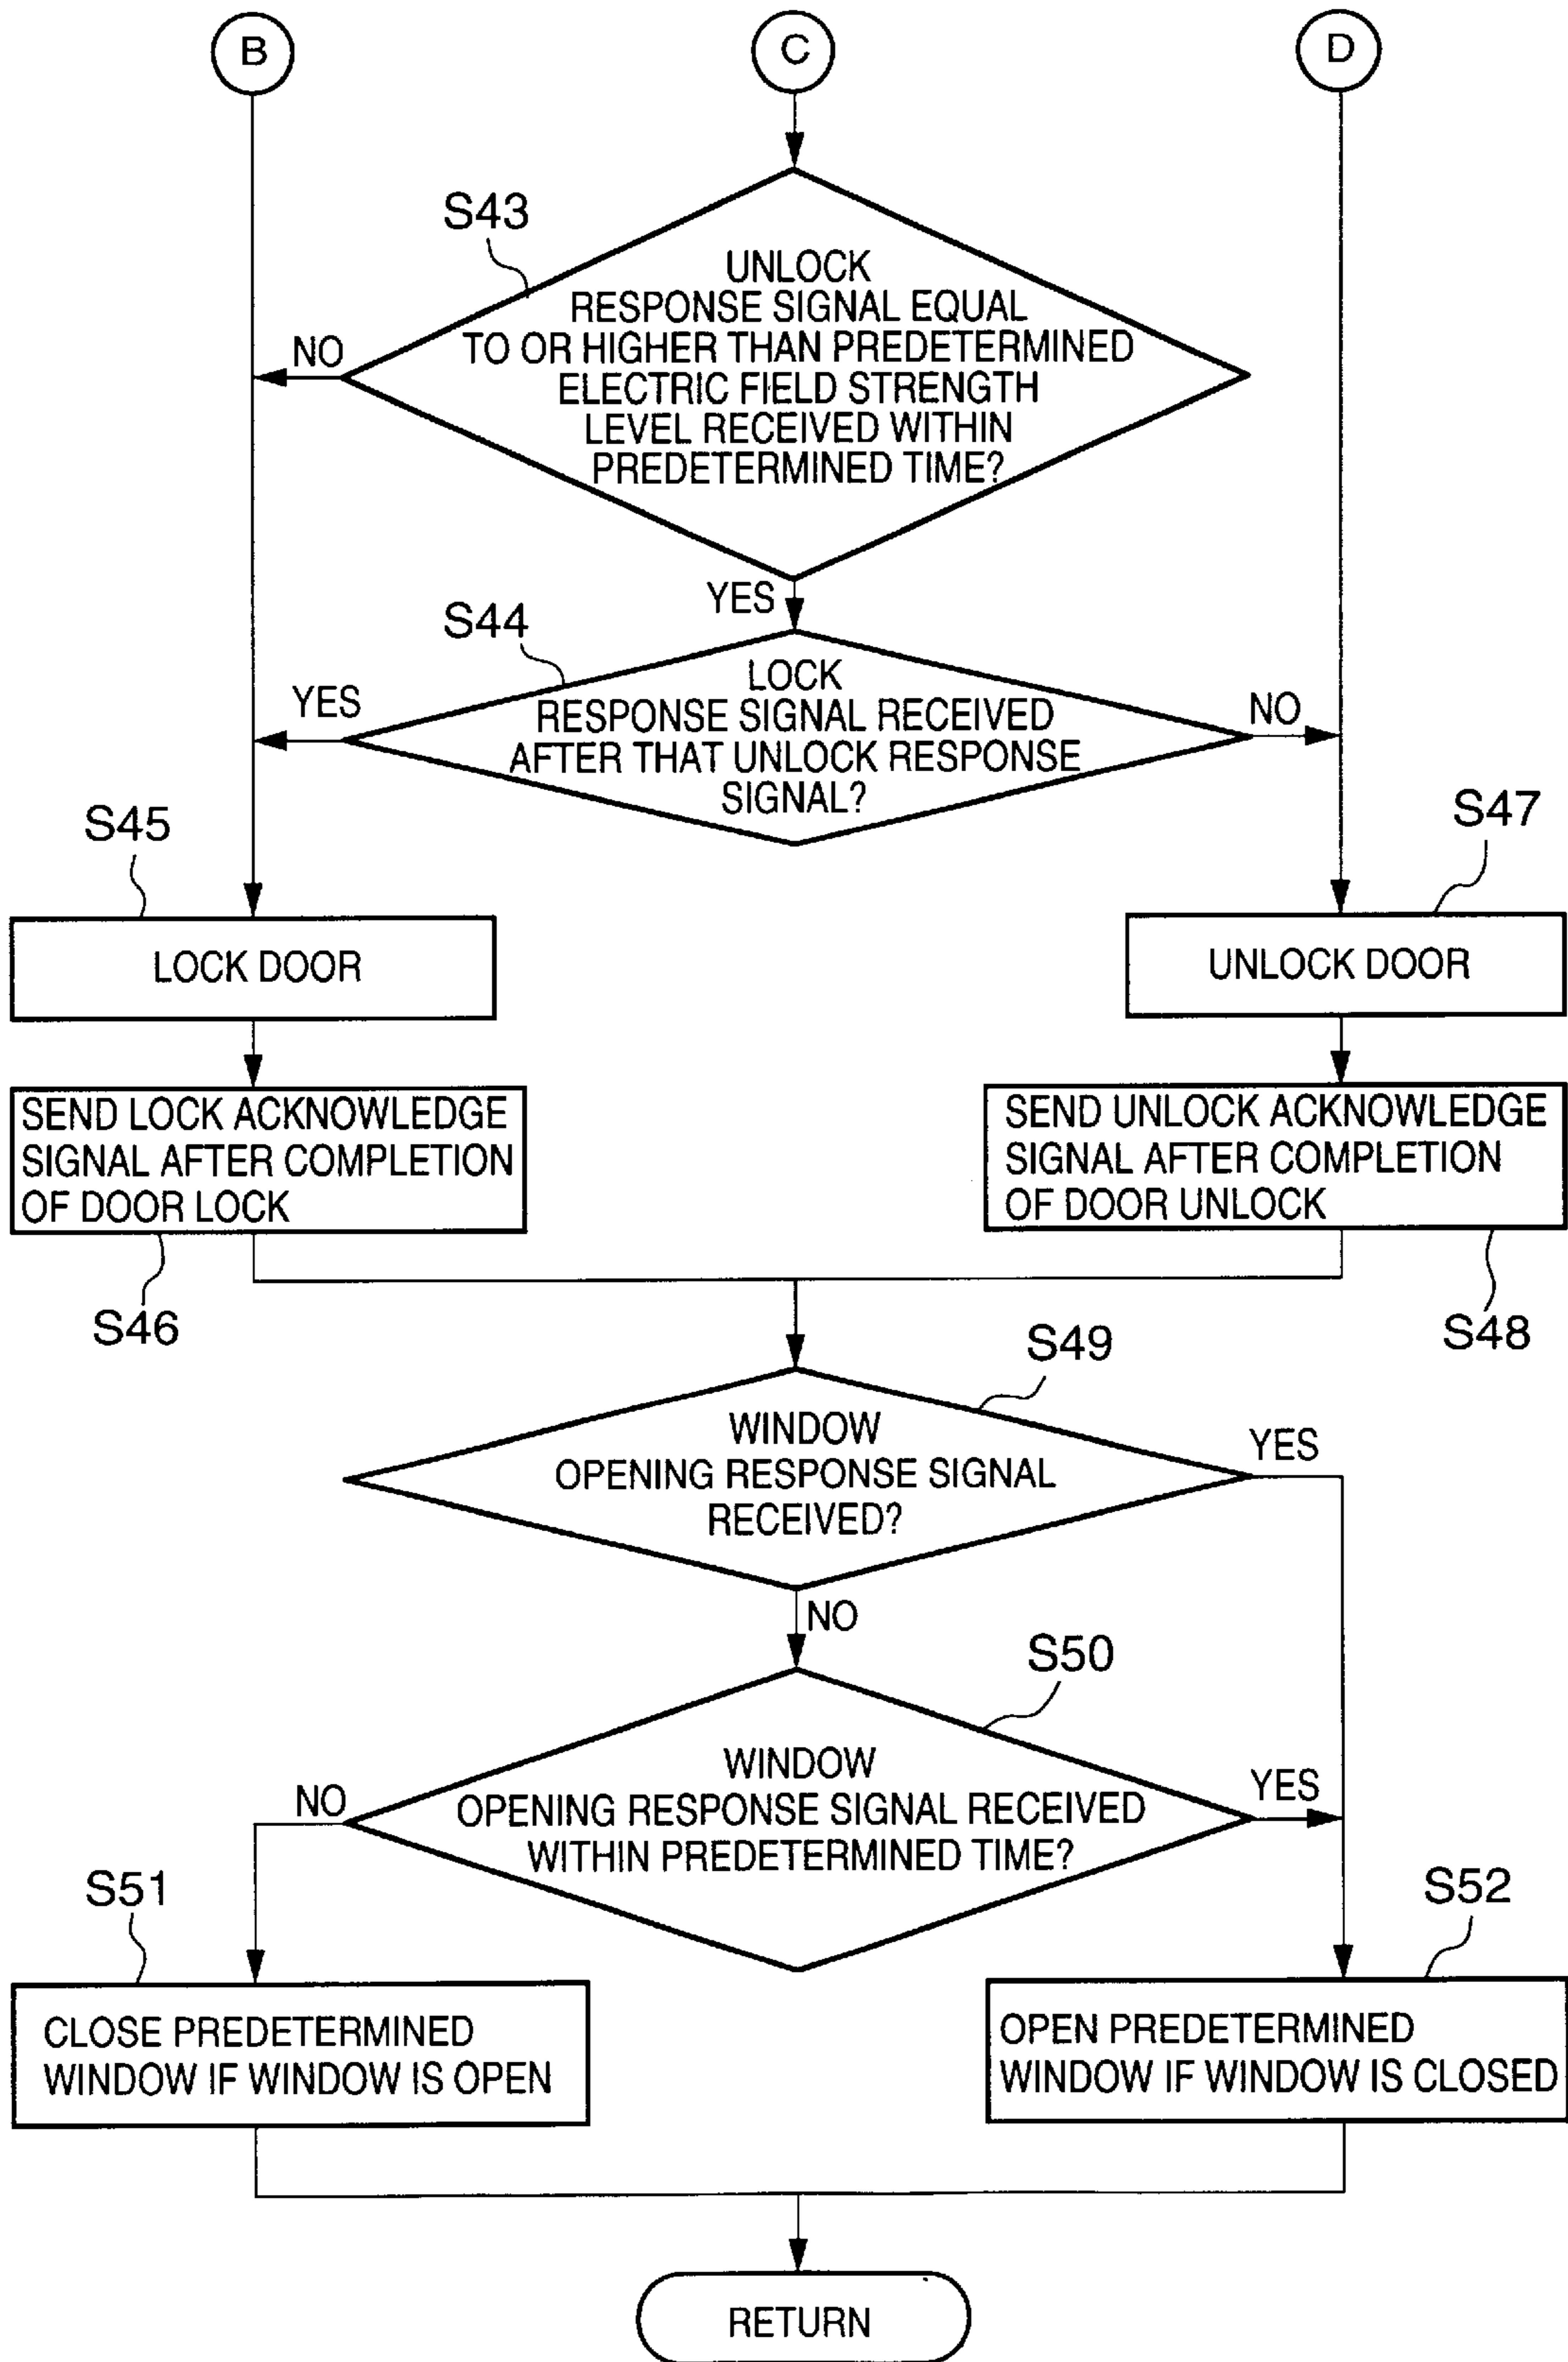 B
C
D
S43
UNLOCK
RESPONSE SIGNAL EQUAL
TO OR HIGHER THAN PREDETERMINED
ELECTRIC FIELD STRENGTH
LEVEL RECEIVED WITHIN
PREDETERMINED TIME?
NO
YES
S44
LOCK
RESPONSE SIGNAL RECEIVED
AFTER THAT UNLOCK RESPONSE
SIGNAL?
YES
NO
S45
LOCK DOOR
S47
UNLOCK DOOR
SEND LOCK ACKNOWLEDGE
SIGNAL AFTER COMPLETION
OF DOOR LOCK
S46
SEND UNLOCK ACKNOWLEDGE
SIGNAL AFTER COMPLETION
OF DOOR UNLOCK
S48
S49
WINDOW
OPENING RESPONSE SIGNAL
RECEIVED?
YES
NO
S50
WINDOW
OPENING RESPONSE SIGNAL RECEIVED
WITHIN PREDETERMINED TIME?
NO
YES
S51
CLOSE PREDETERMINED
WINDOW IF WINDOW IS OPEN
S52
OPEN PREDETERMINED
WINDOW IF WINDOW IS CLOSED
RETURN